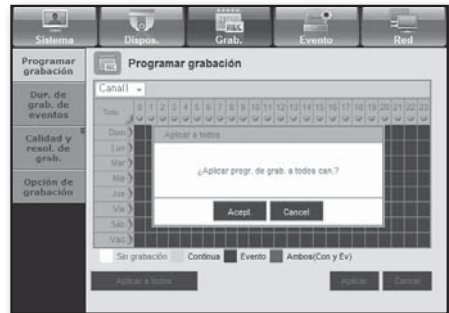 Sistema
Dispos.
Grab.
Evento
Red
Programar grabación
Dur. de grab. de eventos
Calidad y resol. de grab.
Opción de grabación
Programar grabación
Canal1
Todo 0 1 2 3 4 5 6 7 8 9 10 11 12 13 14 15 16 17 18 19 20 21 22 23
Dom
Lun
Mar
Mié
Jue
Vie
Sáb
Vac
Aplicar a todos
¿Aplicar progr. de grab. a todos can.?
Acept.
Cancel
Sin grabación Continua Evento Ambos(Con y Ev)
Aplicar a todos
Aplicar
Cancel